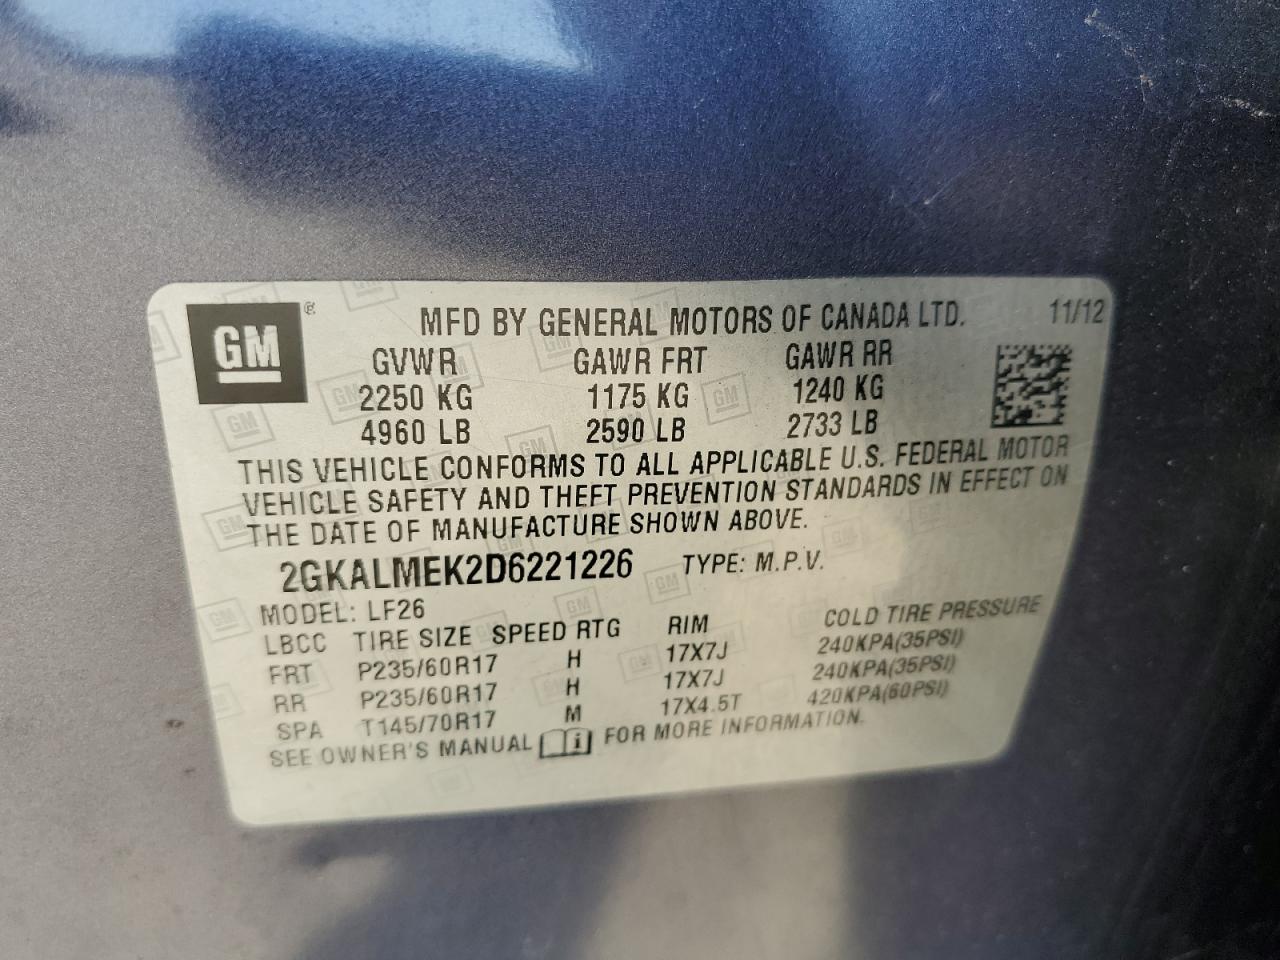 GM® MFD BY GENERAL MOTORS OF CANADA LTD. 11/12
GVWR GAWR FRT GAWR RR
2250 KG 1175 KG 1240 KG
4960 LB 2590 LB 2733 LB
THIS VEHICLE CONFORMS TO ALL APPLICABLE U.S. FEDERAL MOTOR
VEHICLE SAFETY AND THEFT PREVENTION STANDARDS IN EFFECT ON
THE DATE OF MANUFACTURE SHOWN ABOVE.
2GKALMEK2D6221226 TYPE: M.P.V.
MODEL: LF26
LBCC TIRE SIZE SPEED RTG RIM COLD TIRE PRESSURE
FRT P235/60R17 H 17X7J 240KPA(35PSI)
RR P235/60R17 H 17X7J 240KPA(35PSI)
SPA T145/70R17 M 17X4.5T 420KPA(60PSI)
SEE OWNER'S MANUAL i FOR MORE INFORMATION.